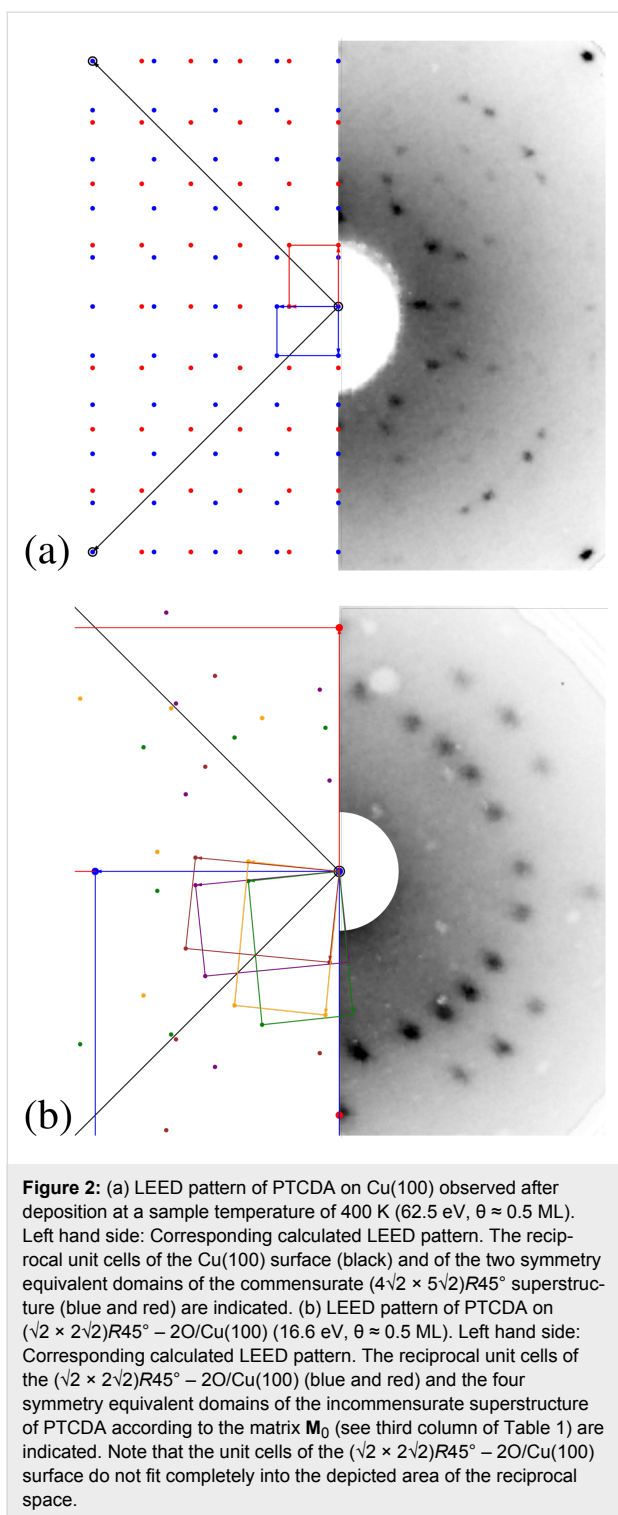 (a)
(b)
Figure 2: (a) LEED pattern of PTCDA on Cu(100) observed after
deposition at a sample temperature of 400 K (62.5 eV, θ ≈ 0.5 ML).
Left hand side: Corresponding calculated LEED pattern. The recip-
rocal unit cells of the Cu(100) surface (black) and of the two symmetry
equivalent domains of the commensurate (4√2 × 5√2)R45° superstruc-
ture (blue and red) are indicated. (b) LEED pattern of PTCDA on
(√2 × 2√2)R45° – 2O/Cu(100) (16.6 eV, θ ≈ 0.5 ML). Left hand side:
Corresponding calculated LEED pattern. The reciprocal unit cells of
the (√2 × 2√2)R45° – 2O/Cu(100) (blue and red) and the four
symmetry equivalent domains of the incommensurate superstructure
of PTCDA according to the matrix M₀ (see third column of Table 1) are
indicated. Note that the unit cells of the (√2 × 2√2)R45° – 2O/Cu(100)
surface do not fit completely into the depicted area of the reciprocal
space.